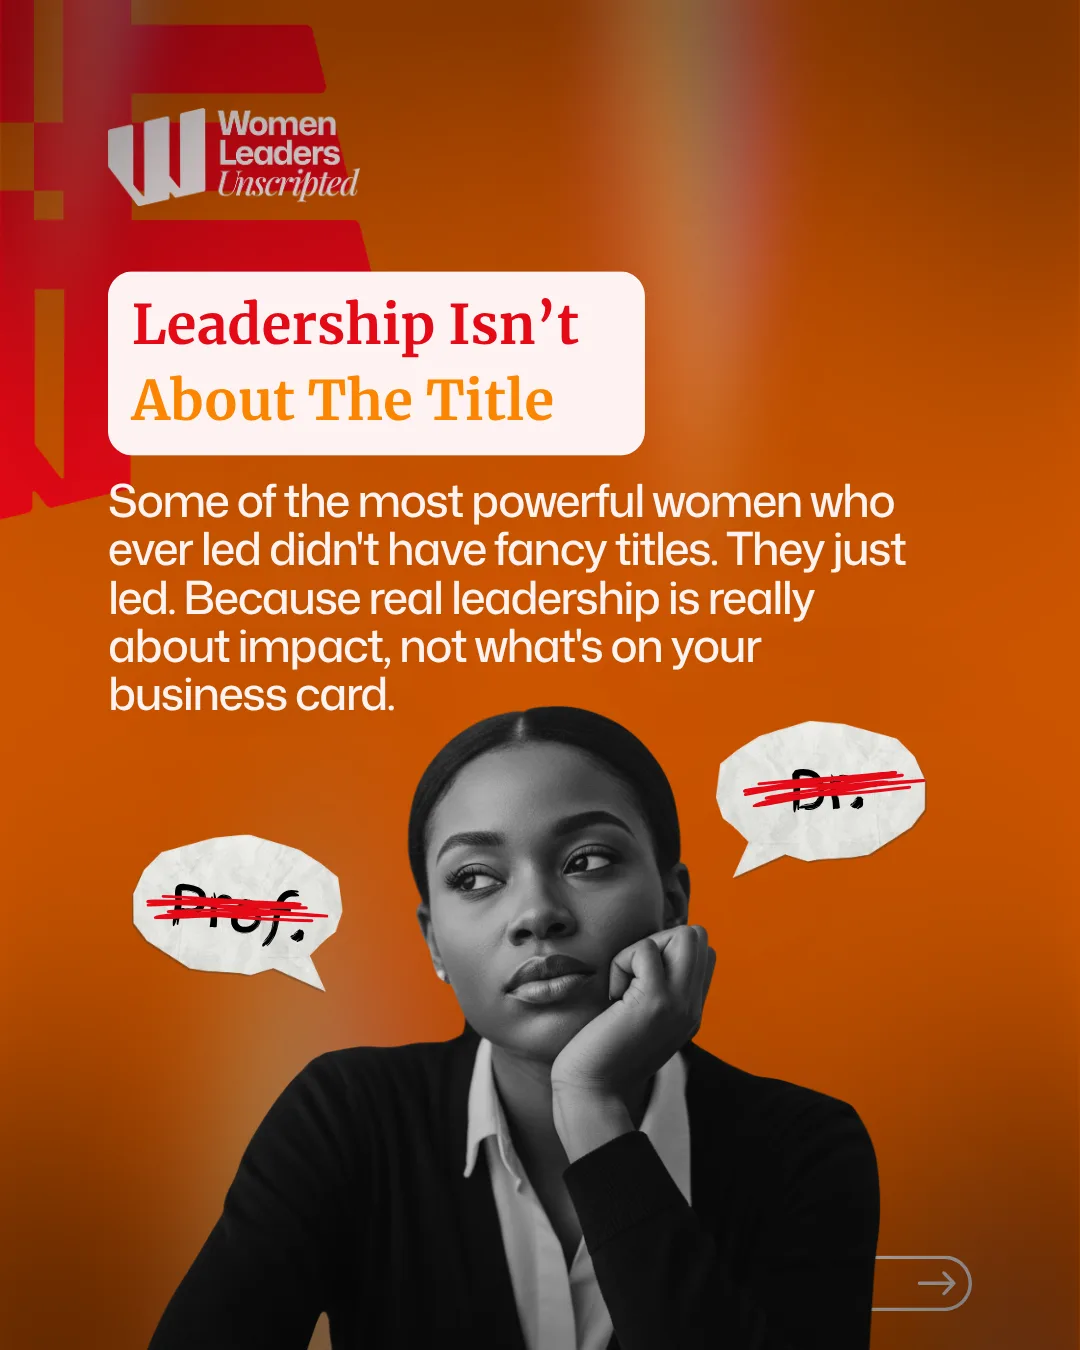 Women
Leaders
Unscripted
Leadership Isn’t
About The Title
Some of the most powerful women who
ever led didn't have fancy titles. They just
led. Because real leadership is really
about impact, not what's on your
business card.
Dr.
Prof.